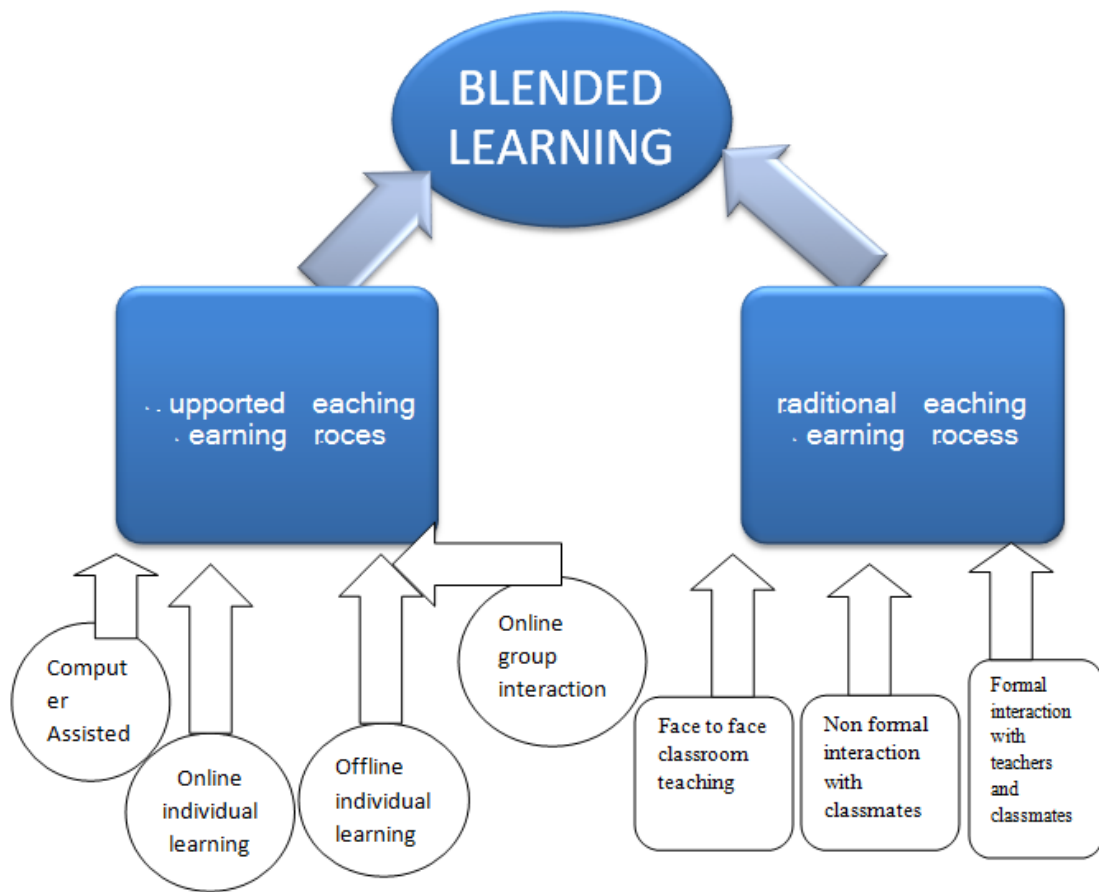 BLENDED
LEARNING
.. upported eaching
. earning roces
raditional eaching
. earning rocess
Comput
er
Assisted
Online
individual
learning
Offline
individual
learning
Online
group
interaction
Face to face
classroom
teaching
Non formal
interaction
with
classmates
Formal
interaction
with
teachers
and
classmates